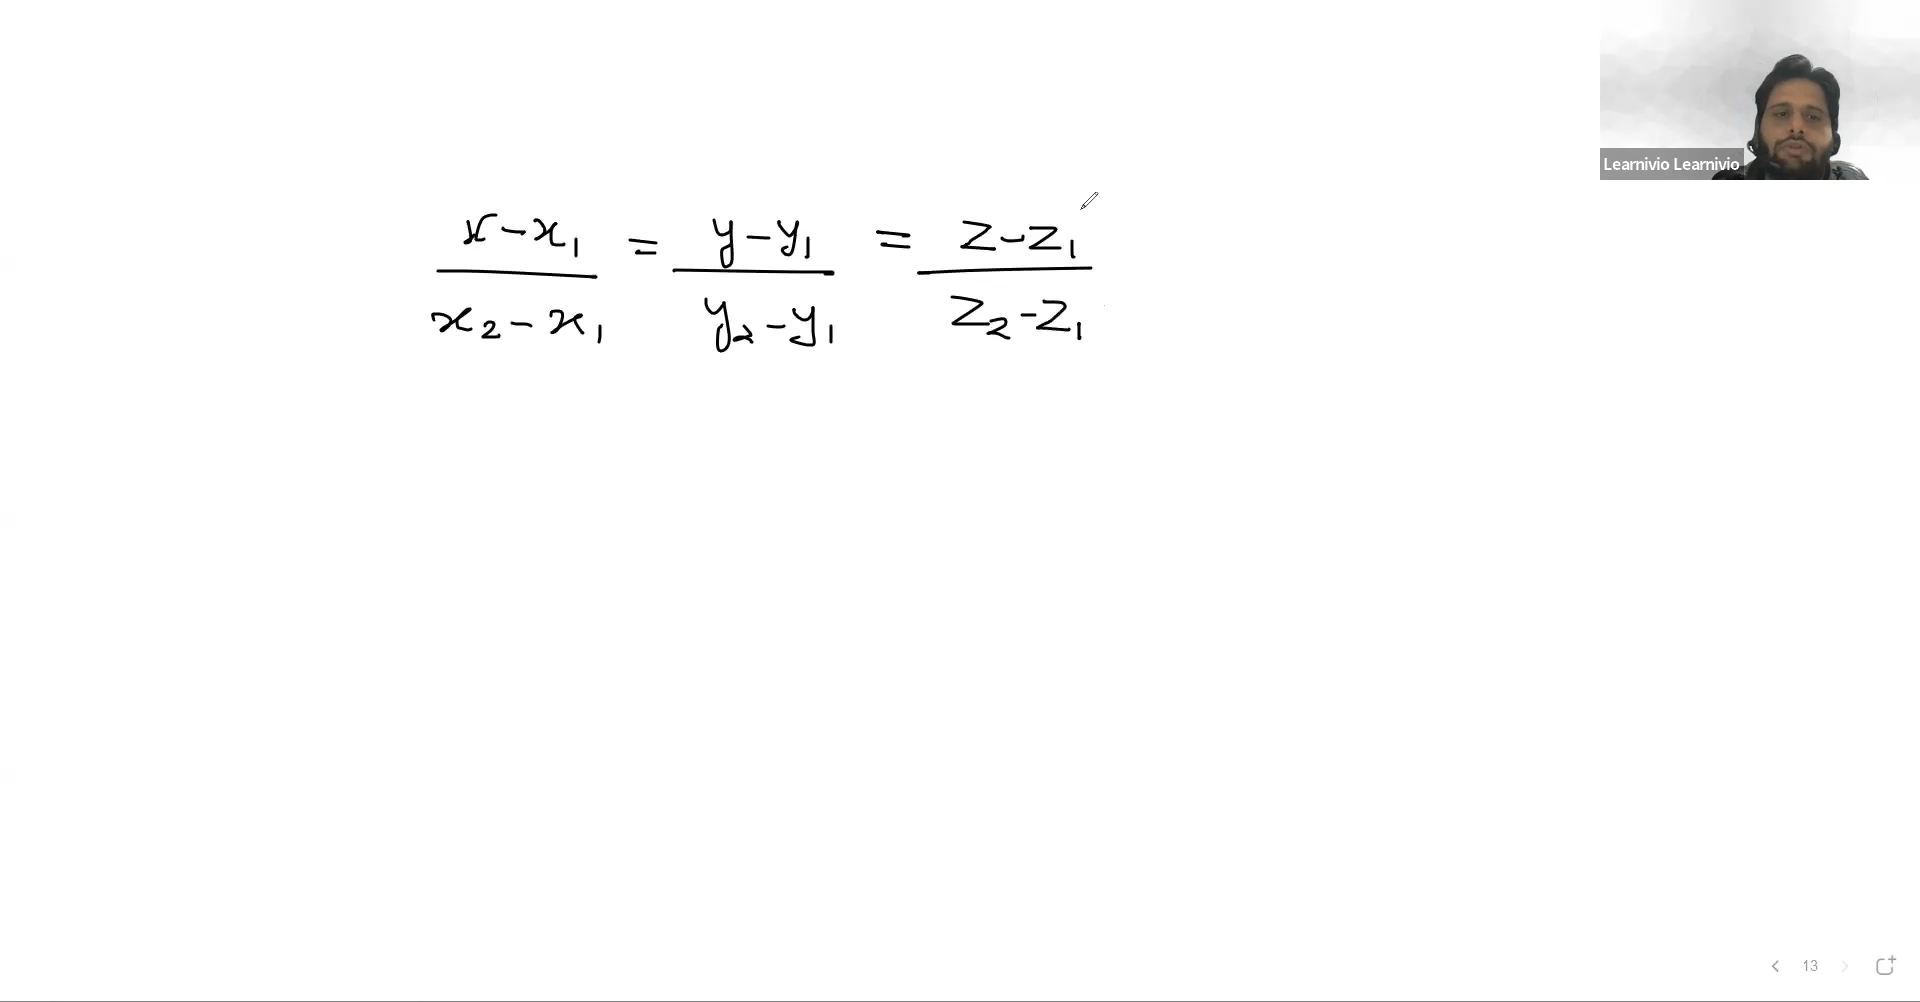 Learnivio Learnivio
x - x₁ / x₂ - x₁ = y - y₁ / y₂ - y₁ = z - z₁ / z₂ - z₁
13